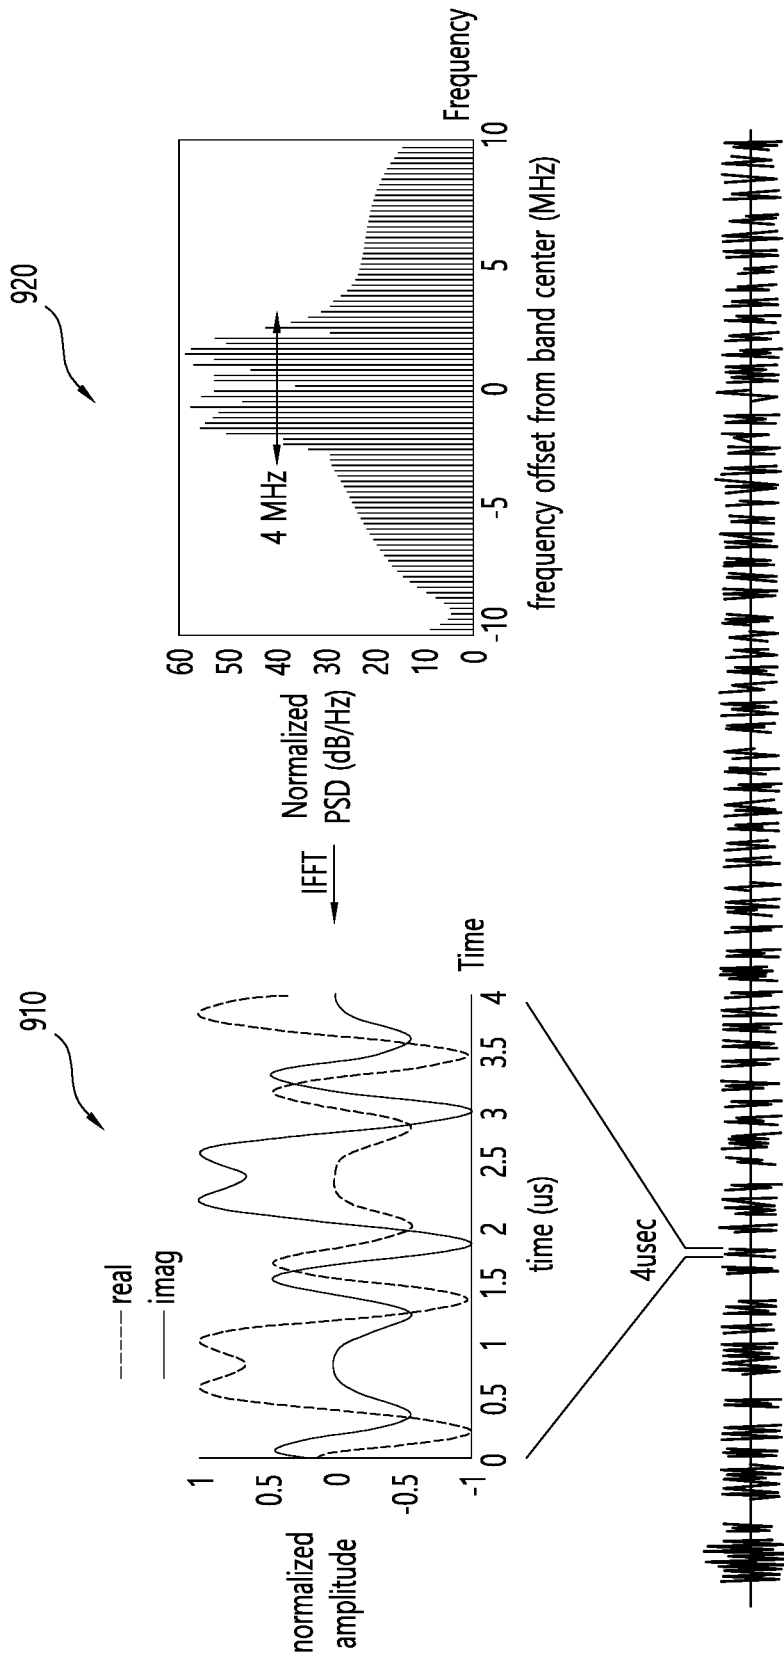 910
920
real
imag
normalized
amplitude
1
0.5
0
-0.5
-1
0
0.5
1
1.5
2
2.5
3
3.5
4
Time
time (us)
IFFT
Normalized
PSD (dB/Hz)
60
50
40
30
20
10
0
4 MHz
-10
-5
0
5
10
Frequency
frequency offset from band center (MHz)
4usec